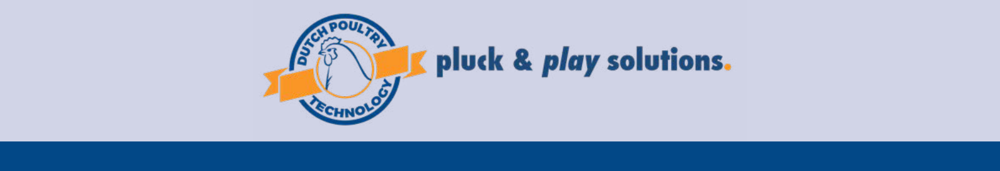 DUTCH POULTRY
TECHNOLOGY
pluck & play solutions.